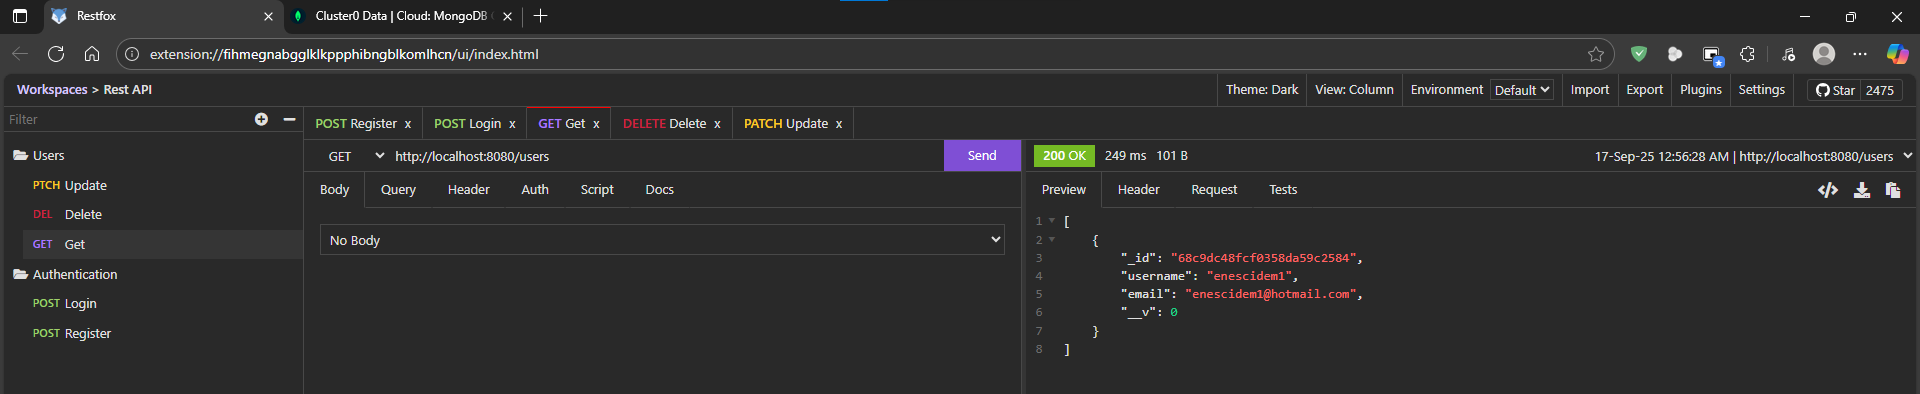 Restfox
Cluster0 Data | Cloud: MongoDB
extension://fihmegnabgglklkppphibngblkomlhcn/ui/index.html
Workspaces > Rest API
Theme: Dark
View: Column
Environment
Default
Import
Export
Plugins
Settings
Star
2475
Filter
POST Register x
POST Login x
GET Get x
DELETE Delete x
PATCH Update x
Users
PTCH Update
DEL Delete
GET Get
Authentication
POST Login
POST Register
GET
http://localhost:8080/users
Send
Body
Query
Header
Auth
Script
Docs
No Body
200 OK
249 ms
101 B
17-Sep-25 12:56:28 AM | http://localhost:8080/users
Preview
Header
Request
Tests
1 [
2 {
3 "_id": "68c9dc48fcf0358da59c2584",
4 "username": "enescidem1",
5 "email": "enescidem1@hotmail.com",
6 "__v": 0
7 }
8 ]